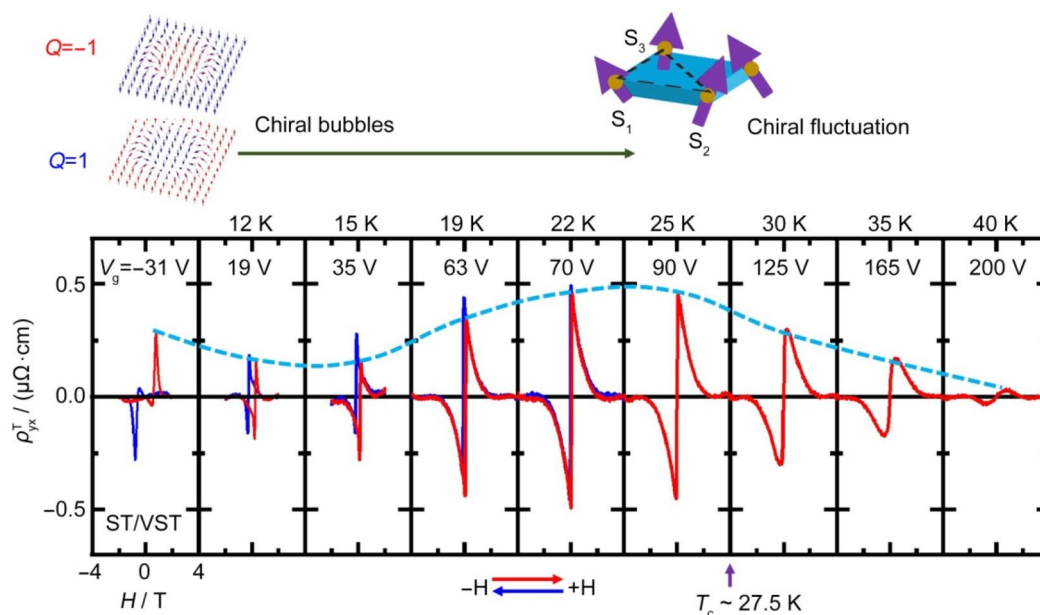 Q=−1
Q=1
Chiral bubbles
S₃
S₁
S₂
Chiral fluctuation
12 K 15 K 19 K 22 K 25 K 30 K 35 K 40 K
V_g=−31 V 19 V 35 V 63 V 70 V 90 V 125 V 165 V 200 V
0.5
0.0
−0.5
ρᵀyx / (μΩ·cm)
ST/VST
−4 0 4
H / T
−H +H
T_c ~ 27.5 K